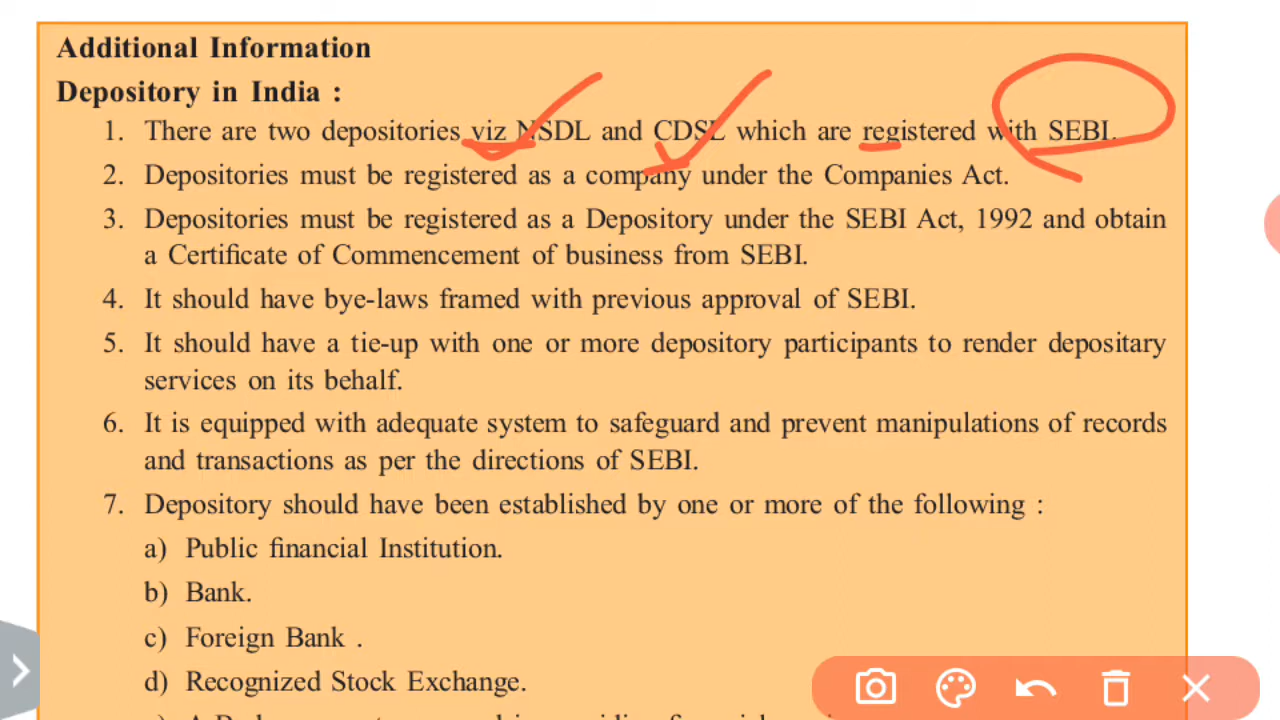 Additional Information
Depository in India :
1. There are two depositories viz NSDL and CDSL which are registered with SEBI.
2. Depositories must be registered as a company under the Companies Act.
3. Depositories must be registered as a Depository under the SEBI Act, 1992 and obtain
a Certificate of Commencement of business from SEBI.
4. It should have bye-laws framed with previous approval of SEBI.
5. It should have a tie-up with one or more depository participants to render depositary
services on its behalf.
6. It is equipped with adequate system to safeguard and prevent manipulations of records
and transactions as per the directions of SEBI.
7. Depository should have been established by one or more of the following :
a) Public financial Institution.
b) Bank.
c) Foreign Bank .
d) Recognized Stock Exchange.